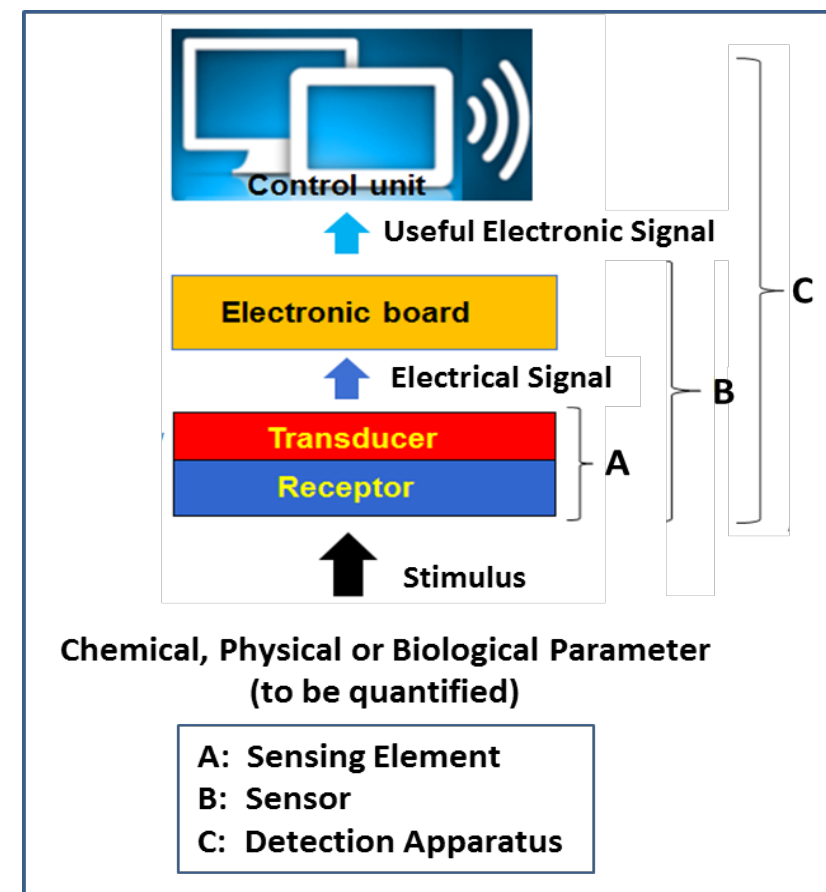 Control unit
Useful Electronic Signal
C
Electronic board
Electrical Signal
B
Transducer
A
Receptor
Stimulus
Chemical, Physical or Biological Parameter
(to be quantified)
A: Sensing Element
B: Sensor
C: Detection Apparatus